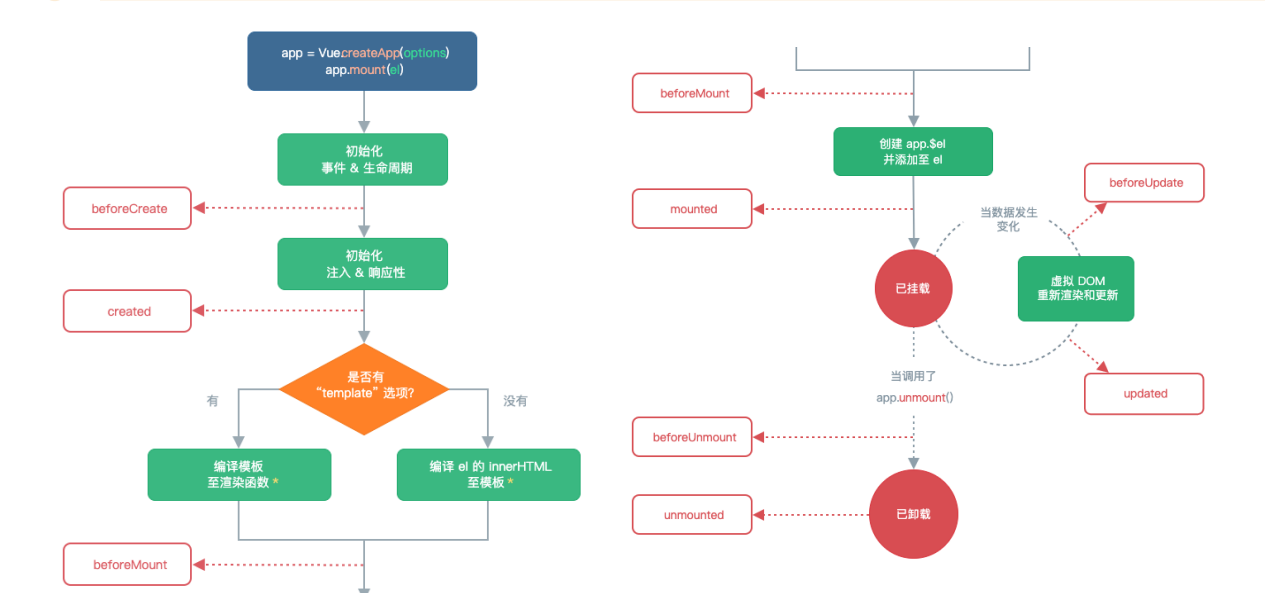 app = Vue.createApp(options)
app.mount(el)
初始化
事件 & 生命周期
beforeCreate
初始化
注入 & 响应性
created
是否有
“template” 选项?
有
没有
编译模板
至渲染函数 *
编译 el 的 innerHTML
至模板 *
beforeMount
beforeMount
创建 app.$el
并添加至 el
mounted
当数据发生
变化
beforeUpdate
已挂载
虚拟 DOM
重新渲染和更新
updated
当调用了
app.unmount()
beforeUnmount
unmounted
已卸载